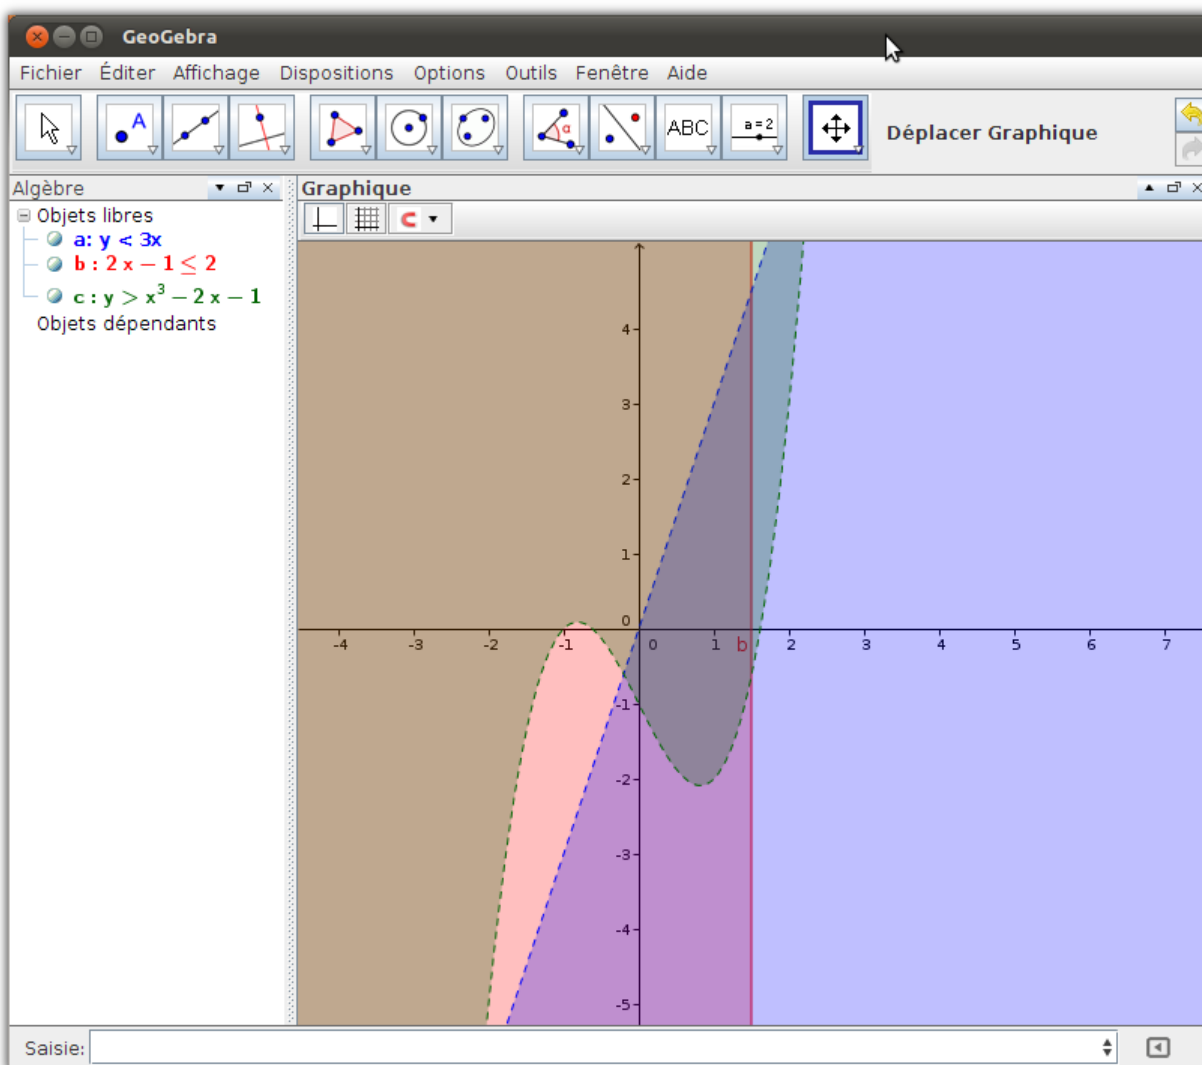 GeoGebra
Fichier Éditer Affichage Dispositions Options Outils Fenêtre Aide
A α ABC a=2 Déplacer Graphique
Algèbre
Graphique
Objets libres
a: y < 3x
b : 2 x − 1 ≤ 2
c : y > x³ − 2 x − 1
Objets dépendants
4
3
2
1
0
-4 -3 -2 -1 0 1 b 2 3 4 5 6 7
-1
-2
-3
-4
-5
Saisie: